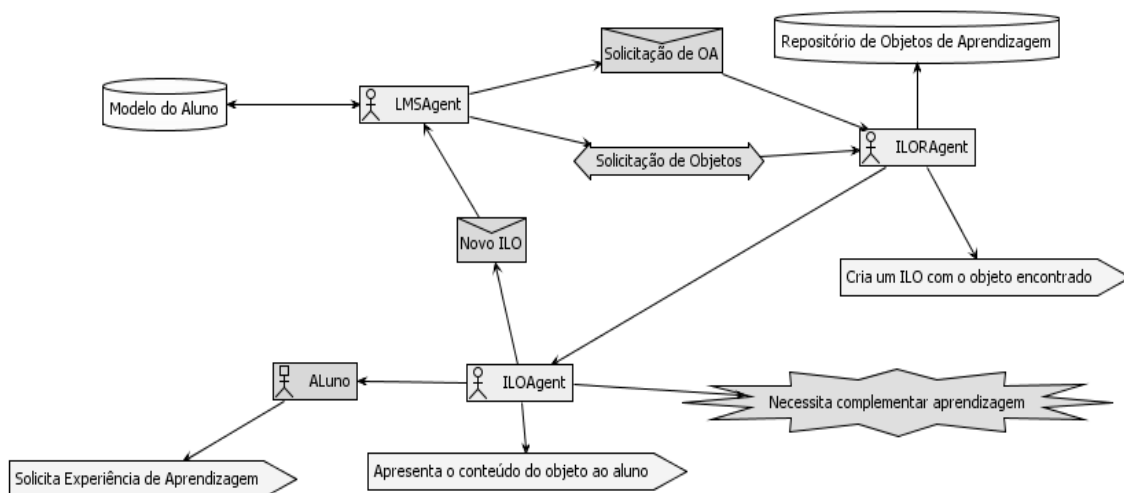 Solicitação de OA
Repositório de Objetos de Aprendizagem
Modelo do Aluno
LMSAgent
ILORAgent
Solicitação de Objetos
Novo ILO
Cria um ILO com o objeto encontrado
ALuno
ILOAgent
Necessita complementar aprendizagem
Solicita Experiência de Aprendizagem
Apresenta o conteúdo do objeto ao aluno